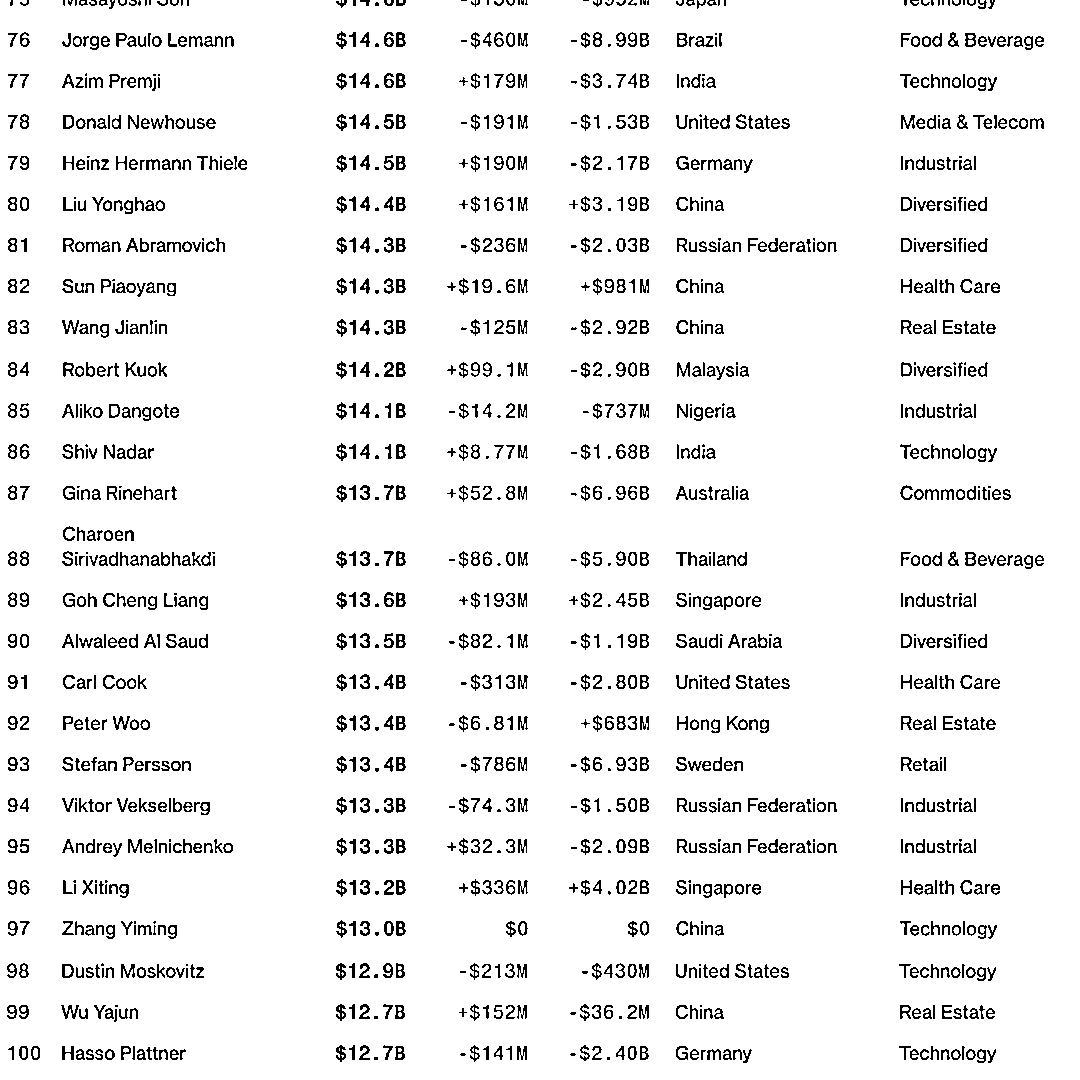 76 Jorge Paulo Lemann $14.6B -$460M -$8.99B Brazil Food & Beverage
77 Azim Premji $14.6B +$179M -$3.74B India Technology
78 Donald Newhouse $14.5B -$191M -$1.53B United States Media & Telecom
79 Heinz Hermann Thiele $14.5B +$190M -$2.17B Germany Industrial
80 Liu Yonghao $14.4B +$161M +$3.19B China Diversified
81 Roman Abramovich $14.3B -$236M -$2.03B Russian Federation Diversified
82 Sun Piaoyang $14.3B +$19.6M +$981M China Health Care
83 Wang Jianlin $14.3B -$125M -$2.92B China Real Estate
84 Robert Kuok $14.2B +$99.1M -$2.90B Malaysia Diversified
85 Aliko Dangote $14.1B -$14.2M -$737M Nigeria Industrial
86 Shiv Nadar $14.1B +$8.77M -$1.68B India Technology
87 Gina Rinehart $13.7B +$52.8M -$6.96B Australia Commodities
Charoen
88 Sirivadhanabhakdi $13.7B -$86.0M -$5.90B Thailand Food & Beverage
89 Goh Cheng Liang $13.6B +$193M +$2.45B Singapore Industrial
90 Alwaleed Al Saud $13.5B -$82.1M -$1.19B Saudi Arabia Diversified
91 Carl Cook $13.4B -$313M -$2.80B United States Health Care
92 Peter Woo $13.4B -$6.81M +$683M Hong Kong Real Estate
93 Stefan Persson $13.4B -$786M -$6.93B Sweden Retail
94 Viktor Vekselberg $13.3B -$74.3M -$1.50B Russian Federation Industrial
95 Andrey Melnichenko $13.3B +$32.3M -$2.09B Russian Federation Industrial
96 Li Xiting $13.2B +$336M +$4.02B Singapore Health Care
97 Zhang Yiming $13.0B $0 $0 China Technology
98 Dustin Moskovitz $12.9B -$213M -$430M United States Technology
99 Wu Yajun $12.7B +$152M -$36.2M China Real Estate
100 Hasso Plattner $12.7B -$141M -$2.40B Germany Technology